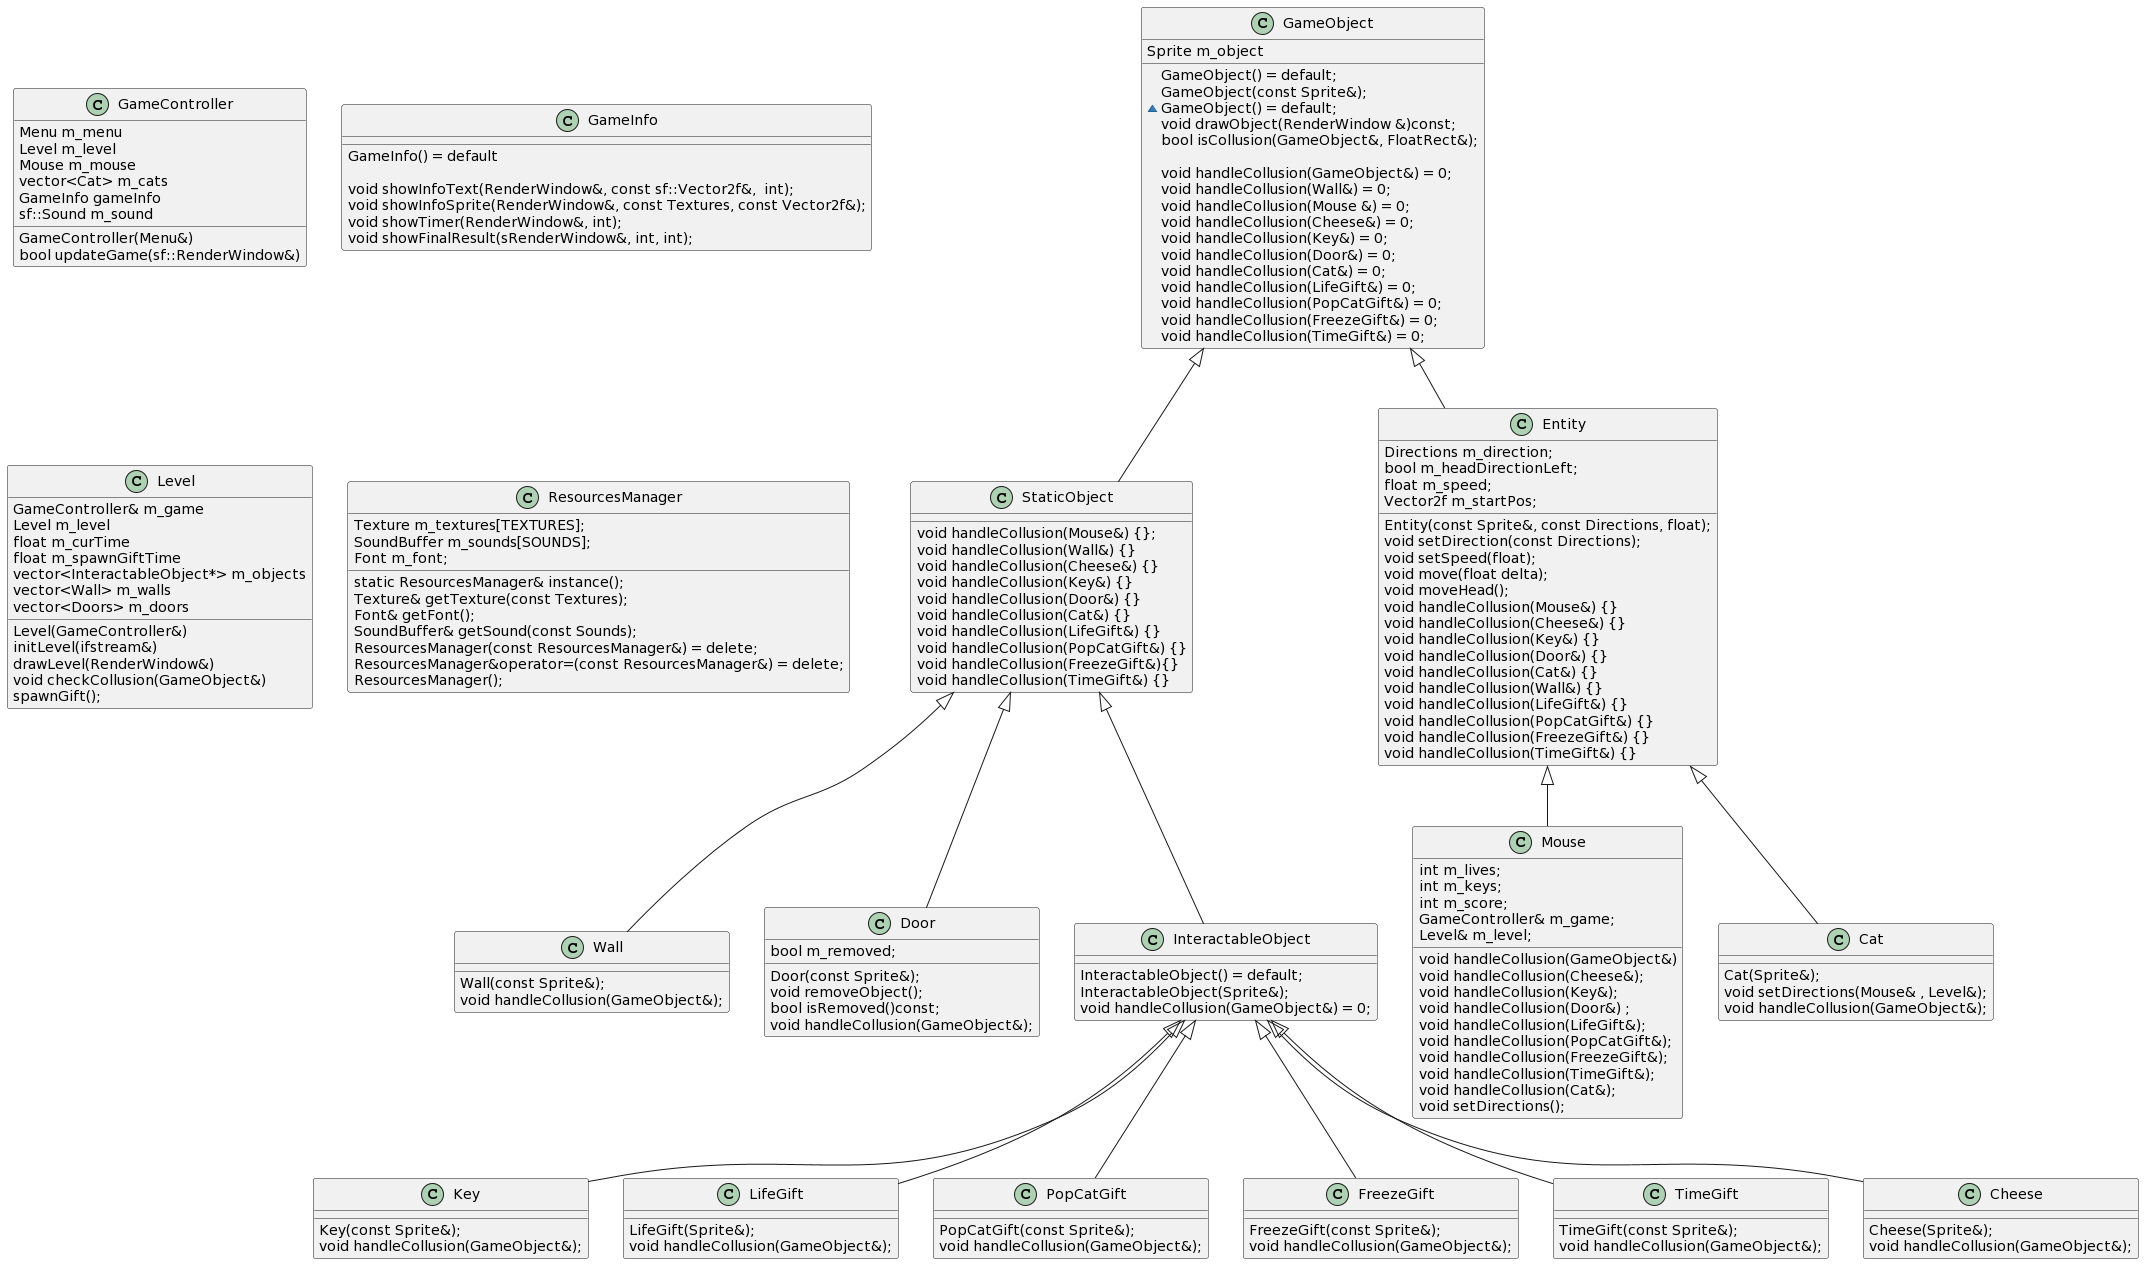 GameObject
Sprite m_object
GameObject() = default;
GameObject(const Sprite&);
GameObject() = default;
void drawObject(RenderWindow &)const;
bool isCollusion(GameObject&, FloatRect&);
void handleCollusion(GameObject&) = 0;
void handleCollusion(Wall&) = 0;
void handleCollusion(Mouse &) = 0;
void handleCollusion(Cheese&) = 0;
void handleCollusion(Key&) = 0;
void handleCollusion(Door&) = 0;
void handleCollusion(Cat&) = 0;
void handleCollusion(LifeGift&) = 0;
void handleCollusion(PopCatGift&) = 0;
void handleCollusion(FreezeGift&) = 0;
void handleCollusion(TimeGift&) = 0;
GameController
Menu m_menu
Level m_level
Mouse m_mouse
vector<Cat> m_cats
GameInfo gameInfo
sf::Sound m_sound
GameController(Menu&)
bool updateGame(sf::RenderWindow&)
GameInfo
GameInfo() = default
void showInfoText(RenderWindow&, const sf::Vector2f&,  int);
void showInfoSprite(RenderWindow&, const Textures, const Vector2f&);
void showTimer(RenderWindow&, int);
void showFinalResult(sRenderWindow&, int, int);
Level
GameController& m_game
Level m_level
float m_curTime
float m_spawnGiftTime
vector<InteractableObject*> m_objects
vector<Wall> m_walls
vector<Doors> m_doors
Level(GameController&)
initLevel(ifstream&)
drawLevel(RenderWindow&)
void checkCollusion(GameObject&)
spawnGift();
ResourcesManager
Texture m_textures[TEXTURES];
SoundBuffer m_sounds[SOUNDS];
Font m_font;
static ResourcesManager& instance();
Texture& getTexture(const Textures);
Font& getFont();
SoundBuffer& getSound(const Sounds);
ResourcesManager(const ResourcesManager&) = delete;
ResourcesManager&operator=(const ResourcesManager&) = delete;
ResourcesManager();
StaticObject
void handleCollusion(Mouse&) {};
void handleCollusion(Wall&) {}
void handleCollusion(Cheese&) {}
void handleCollusion(Key&) {}
void handleCollusion(Door&) {}
void handleCollusion(Cat&) {}
void handleCollusion(LifeGift&) {}
void handleCollusion(PopCatGift&) {}
void handleCollusion(FreezeGift&){}
void handleCollusion(TimeGift&) {}
Entity
Directions m_direction;
bool m_headDirectionLeft;
float m_speed;
Vector2f m_startPos;
Entity(const Sprite&, const Directions, float);
void setDirection(const Directions);
void setSpeed(float);
void move(float delta);
void moveHead();
void handleCollusion(Mouse&) {}
void handleCollusion(Cheese&) {}
void handleCollusion(Key&) {}
void handleCollusion(Door&) {}
void handleCollusion(Cat&) {}
void handleCollusion(Wall&) {}
void handleCollusion(LifeGift&) {}
void handleCollusion(PopCatGift&) {}
void handleCollusion(FreezeGift&) {}
void handleCollusion(TimeGift&) {}
Wall
Wall(const Sprite&);
void handleCollusion(GameObject&);
Door
bool m_removed;
Door(const Sprite&);
void removeObject();
bool isRemoved()const;
void handleCollusion(GameObject&);
InteractableObject
InteractableObject() = default;
InteractableObject(Sprite&);
void handleCollusion(GameObject&) = 0;
Mouse
int m_lives;
int m_keys;
int m_score;
GameController& m_game;
Level& m_level;
void handleCollusion(GameObject&)
void handleCollusion(Cheese&);
void handleCollusion(Key&);
void handleCollusion(Door&) ;
void handleCollusion(LifeGift&);
void handleCollusion(PopCatGift&);
void handleCollusion(FreezeGift&);
void handleCollusion(TimeGift&);
void handleCollusion(Cat&);
void setDirections();
Cat
Cat(Sprite&);
void setDirections(Mouse& , Level&);
void handleCollusion(GameObject&);
Key
Key(const Sprite&);
void handleCollusion(GameObject&);
LifeGift
LifeGift(Sprite&);
void handleCollusion(GameObject&);
PopCatGift
PopCatGift(const Sprite&);
void handleCollusion(GameObject&);
FreezeGift
FreezeGift(const Sprite&);
void handleCollusion(GameObject&);
TimeGift
TimeGift(const Sprite&);
void handleCollusion(GameObject&);
Cheese
Cheese(Sprite&);
void handleCollusion(GameObject&);